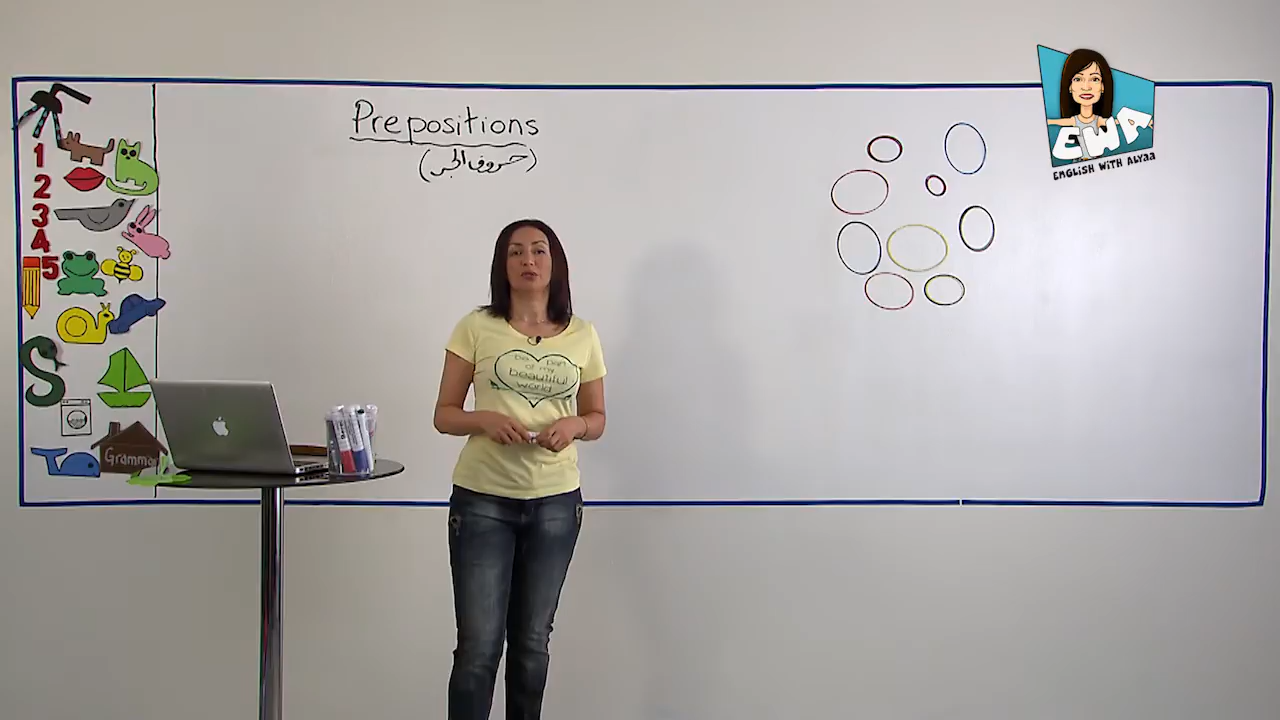 Prepositions
(حروف الجر)
1
2
3
4
5
Grammar
be part
of my
beautiful
world
EWA
ENGLISH WITH ALYAA